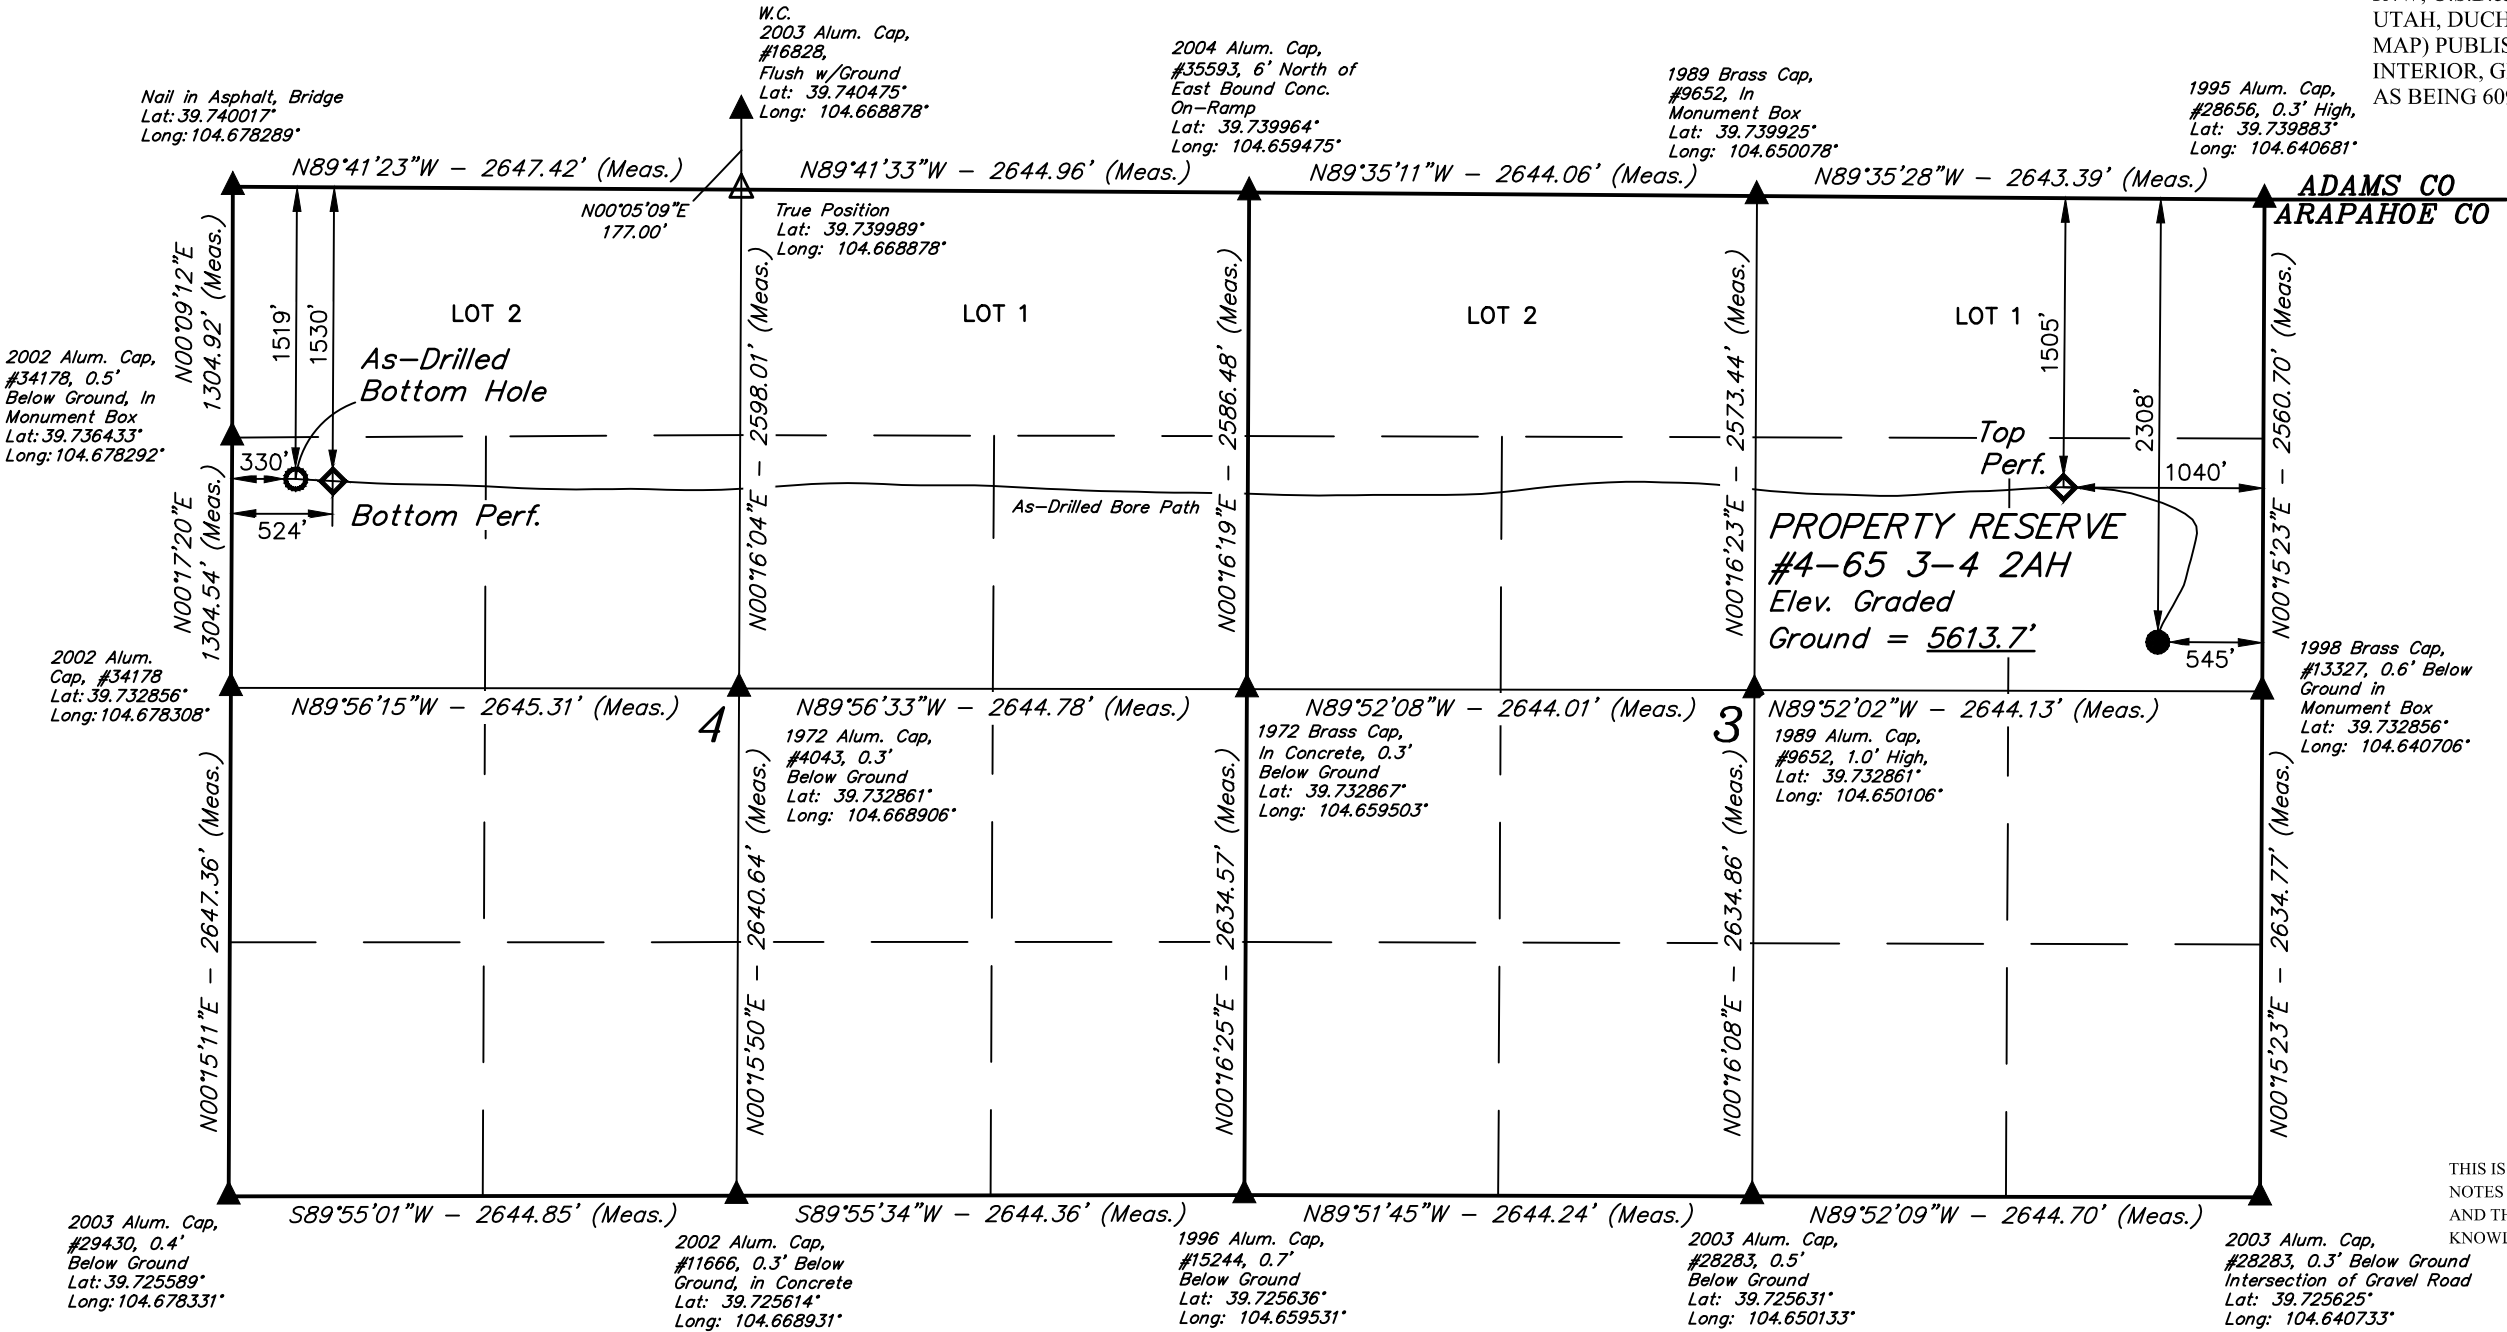 W.C.
2003 Alum. Cap,
#16828,
Flush w/Ground
Lat: 39.740475°
Long: 104.668878°
UTAH, DUCH
MAP) PUBLIS
INTERIOR, G
AS BEING 609
Nail in Asphalt, Bridge
Lat: 39.740017°
Long: 104.678289°
2004 Alum. Cap,
#35593, 6' North of
East Bound Conc.
On-Ramp
Lat: 39.739964°
Long: 104.659475°
1989 Brass Cap,
#9652, In
Monument Box
Lat: 39.739925°
Long: 104.650078°
1995 Alum. Cap,
#28656, 0.3' High,
Lat: 39.739883°
Long: 104.640681°
N89°41'23"W - 2647.42' (Meas.)
N89°41'33"W - 2644.96' (Meas.)
N89°35'11"W - 2644.06' (Meas.)
N89°35'28"W - 2643.39' (Meas.)
ADAMS CO
ARAPAHOE CO
N00°05'09"E
177.00'
True Position
Lat: 39.739989°
Long: 104.668878°
N00°09'12"E
1304.92' (Meas.)
1519'
1530'
LOT 2
LOT 1
LOT 2
LOT 1
1505'
2308'
As-Drilled
Bottom Hole
2002 Alum. Cap,
#34178, 0.5'
Below Ground, In
Monument Box
Lat: 39.736433°
Long: 104.678292°
N00°16'04"E - 2598.01' (Meas.)
N00°16'19"E - 2586.48' (Meas.)
N00°16'23"E - 2573.44' (Meas.)
N00°15'23"E - 2560.70' (Meas.)
330'
524'
Bottom Perf.
As-Drilled Bore Path
Top
Perf.
1040'
N00°17'20"E
1304.54' (Meas.)
PROPERTY RESERVE
#4-65 3-4 2AH
Elev. Graded
Ground = 5613.7'
545'
2002 Alum.
Cap, #34178
Lat: 39.732856°
Long: 104.678308°
1998 Brass Cap,
#13327, 0.6' Below
Ground in
Monument Box
Lat: 39.732856°
Long: 104.640706°
N89°56'15"W - 2645.31' (Meas.)
4
N89°56'33"W - 2644.78' (Meas.)
N89°52'08"W - 2644.01' (Meas.)
3
N89°52'02"W - 2644.13' (Meas.)
1972 Alum. Cap,
#4043, 0.3'
Below Ground
Lat: 39.732861°
Long: 104.668906°
1972 Brass Cap,
In Concrete, 0.3'
Below Ground
Lat: 39.732867°
Long: 104.659503°
1989 Alum. Cap,
#9652, 1.0' High,
Lat: 39.732861°
Long: 104.650106°
N00°15'11"E - 2647.36' (Meas.)
N00°15'50"E - 2640.64' (Meas.)
N00°16'25"E - 2634.57' (Meas.)
N00°16'08"E - 2634.86' (Meas.)
N00°15'23"E - 2634.77' (Meas.)
THIS IS
NOTES
AND TH
KNOWL
S89°55'01"W - 2644.85' (Meas.)
S89°55'34"W - 2644.36' (Meas.)
N89°51'45"W - 2644.24' (Meas.)
N89°52'09"W - 2644.70' (Meas.)
2003 Alum. Cap,
#29430, 0.4'
Below Ground
Lat: 39.725589°
Long: 104.678331°
2002 Alum. Cap,
#11666, 0.3' Below
Ground, in Concrete
Lat: 39.725614°
Long: 104.668931°
1996 Alum. Cap,
#15244, 0.7'
Below Ground
Lat: 39.725636°
Long: 104.659531°
2003 Alum. Cap,
#28283, 0.5'
Below Ground
Lat: 39.725631°
Long: 104.650133°
2003 Alum. Cap,
#28283, 0.3' Below Ground
Intersection of Gravel Road
Lat: 39.725625°
Long: 104.640733°